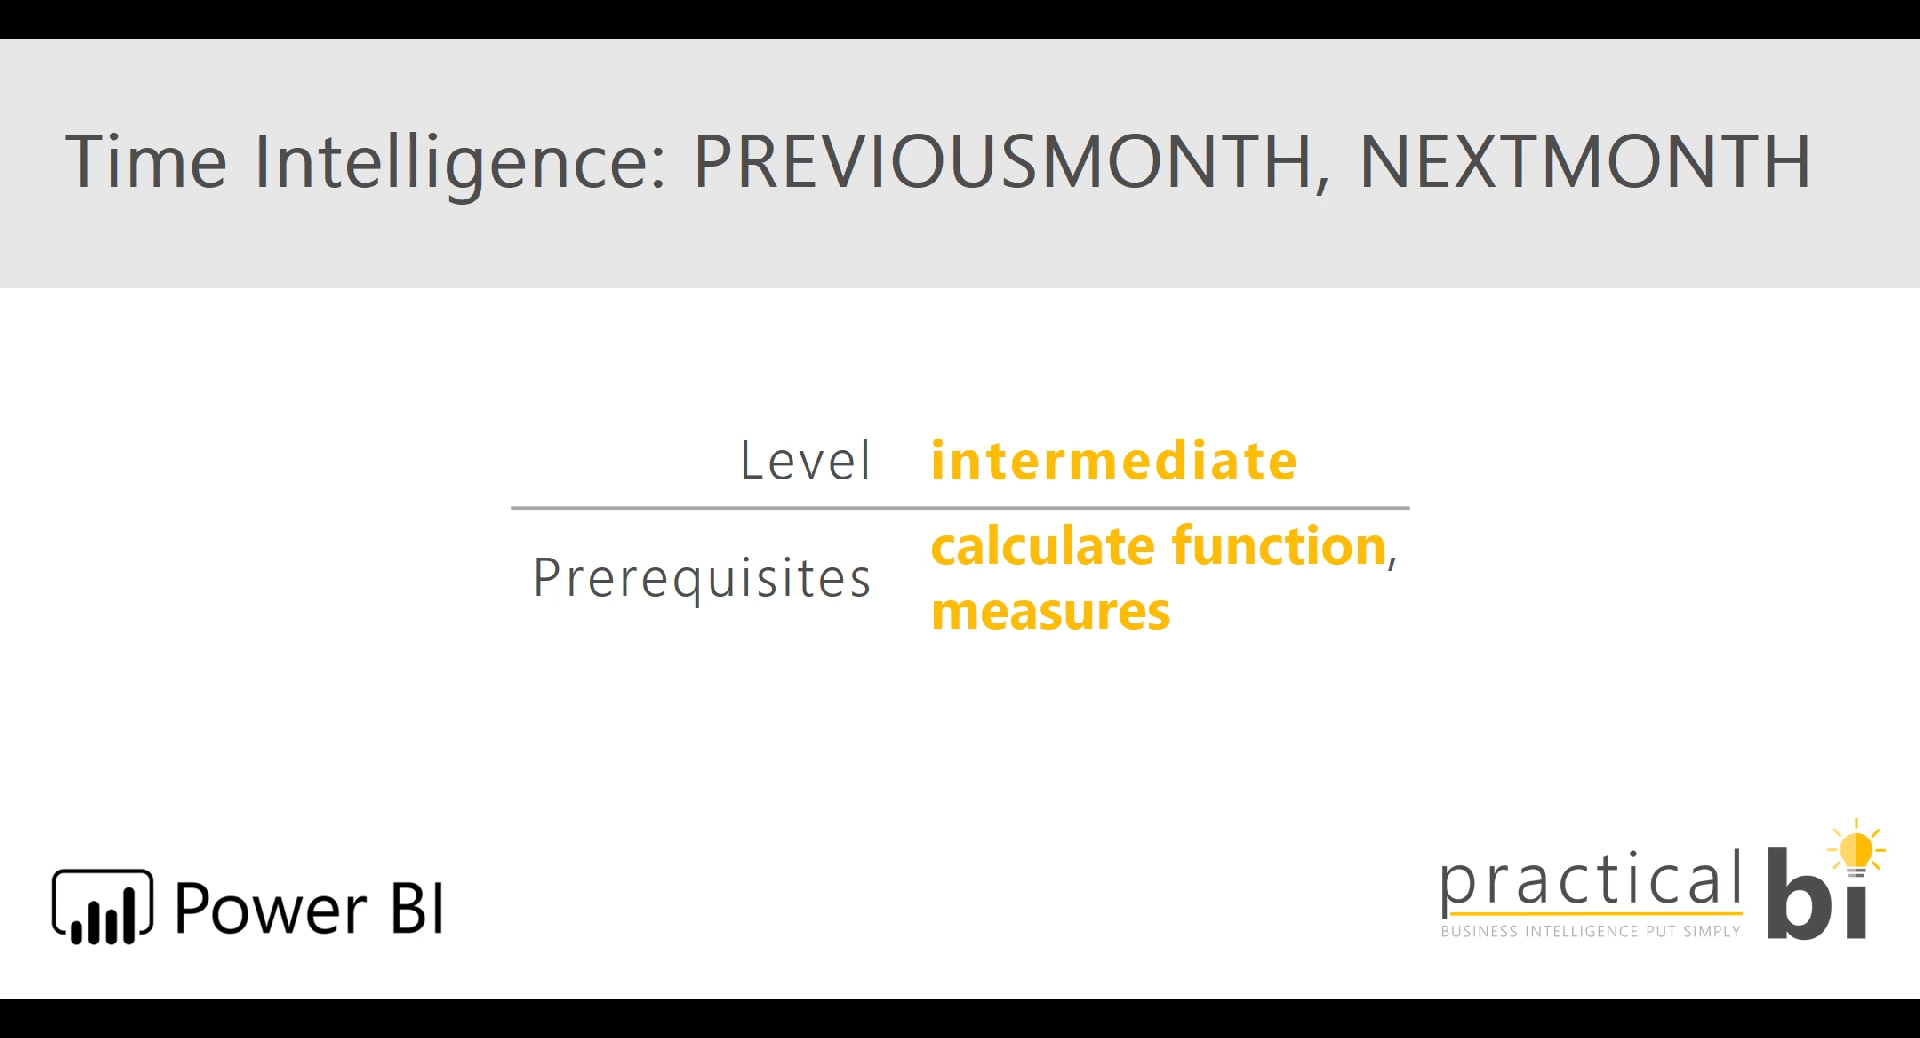 Time Intelligence: PREVIOUSMONTH, NEXTMONTH
Level intermediate
Prerequisites calculate function,
measures
Power BI
practical bi
BUSINESS INTELLIGENCE PUT SIMPLY